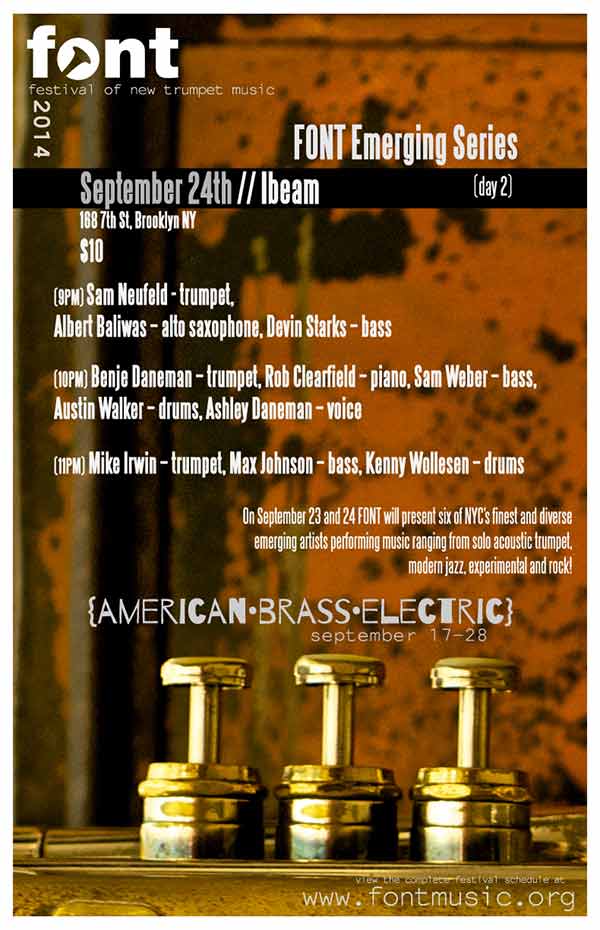 font
festival of new trumpet music
2014
FONT Emerging Series
September 24th // Ibeam
(day 2)
168 7th St, Brooklyn NY
$10
(9PM) Sam Neufeld - trumpet,
Albert Baliwas – alto saxophone, Devin Starks – bass
(10PM) Benje Daneman – trumpet, Rob Clearfield – piano, Sam Weber – bass,
Austin Walker – drums, Ashley Daneman – voice
(11PM) Mike Irwin – trumpet, Max Johnson – bass, Kenny Wollesen – drums
On September 23 and 24 FONT will present six of NYC's finest and diverse
emerging artists performing music ranging from solo acoustic trumpet,
modern jazz, experimental and rock!
{AMERICAN•BRASS•ELECTRIC}
september 17–28
view the complete festival schedule at
www.fontmusic.org